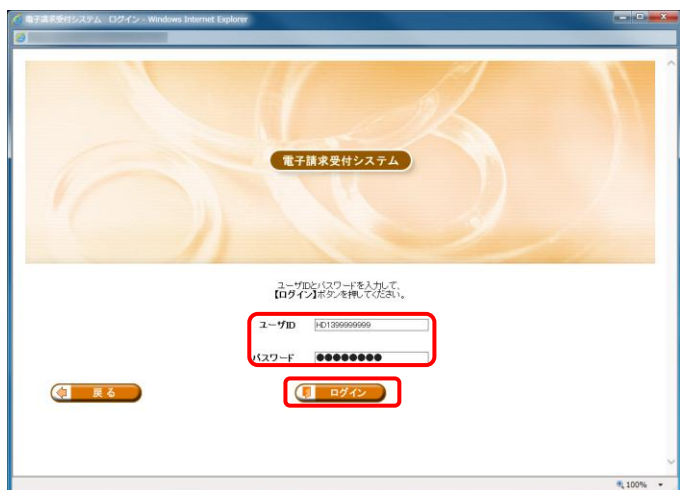 電子請求受付システム ログイン - Windows Internet Explorer
電子請求受付システム
ユーザIDとパスワードを入力して、
【ログイン】ボタンを押してください。
ユーザID HD1399999999
パスワード ●●●●●●●●
戻る ログイン
100%